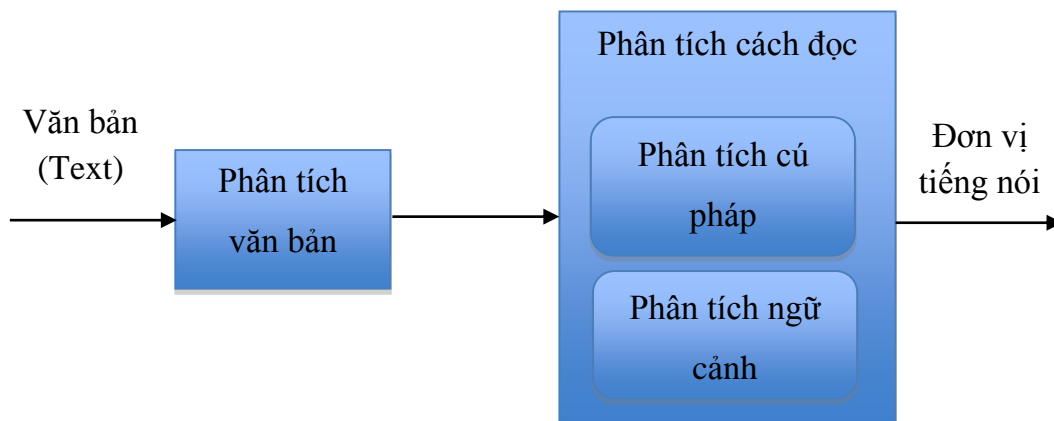 Văn bản
(Text)
Phân tích
văn bản
Phân tích cách đọc
Phân tích cú
pháp
Phân tích ngữ
cảnh
Đơn vị
tiếng nói